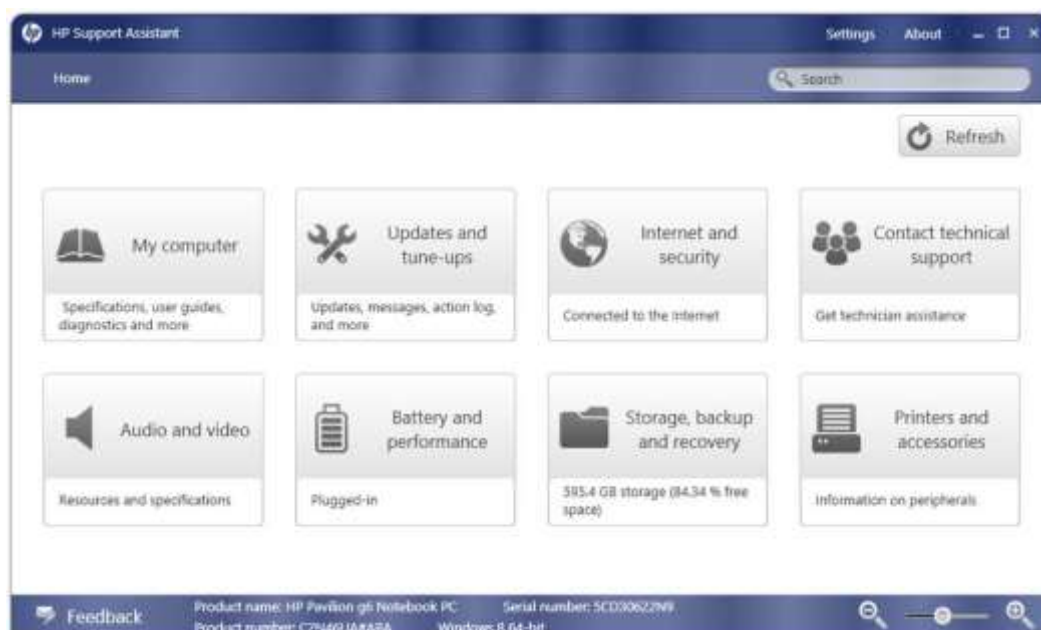 hp HP Support Assistant Settings About
Home Search
Refresh
My computer
Specifications, user guides,
diagnostics and more
Updates and
tune-ups
Updates, messages, action log,
and more
Internet and
security
Connected to the Internet
Contact technical
support
Get technician assistance
Audio and video
Resources and specifications
Battery and
performance
Plugged-in
Storage, backup
and recovery
595.4 GB storage (84.34 % free
space)
Printers and
accessories
Information on peripherals
Feedback
Product name: HP Pavilion g6 Notebook PC Serial number: 5CD30622N9
Product number: Windows 8 64-bit